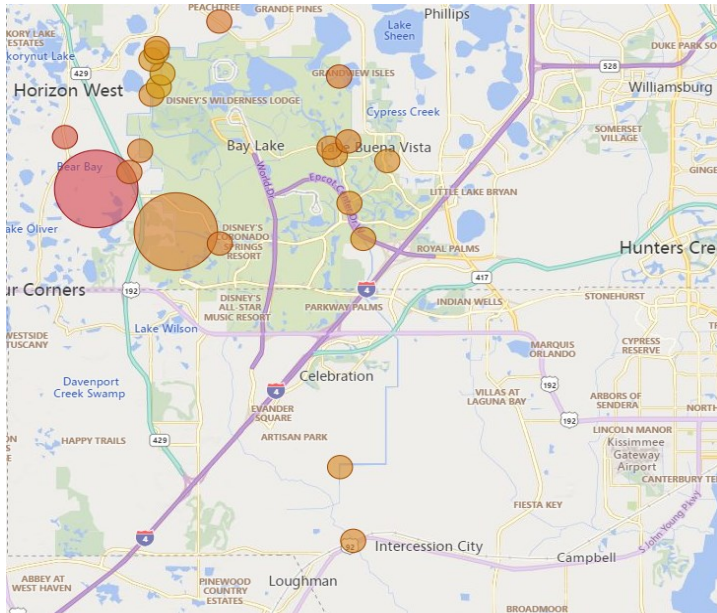 PEACHTREE
GRANDE PINES
KORY LAKE
ESTATES
korynut Lake
Lake
Sheen
Phillips
DUKE PARK SO
429
528
GRANDVIEW ISLES
Horizon West
DISNEY'S WILDERNESS LODGE
Cypress Creek
Williamsburg
SOMERSET
VILLAGE
Bay Lake
Lake Buena Vista
Bear Bay
World Dr
Epcot Center Dr
GINGE
LITTLE LAKE BRYAN
ake Oliver
DISNEY'S
CORONADO
SPRINGS
RESORT
ROYAL PALMS
Hunters Cre
417
ur Corners
192
4
DISNEY'S
ALL-STAR
MUSIC RESORT
PARKWAY PALMS
INDIAN WELLS
STONEHURST
Lake Wilson
WESTSIDE
TUSCANY
MARQUIS
ORLANDO
CYPRESS
RESERVE
Celebration
Davenport
Creek Swamp
4
192
VILLAS AT
LAGUNA BAY
ARBORS OF
SENDERA
NORTH
EVANDER
SQUARE
192
LINCOLN MANOR
HAPPY TRAILS
429
ARTISAN PARK
Kissimmee
Gateway
Airport
CANTERBURY TE
FIESTA KEY
S John Young Pkwy
4
92
Intercession City
Campbell
ABBEY AT
WEST HAVEN
PINEWOOD
COUNTRY
ESTATES
Loughman
BROADMOOR